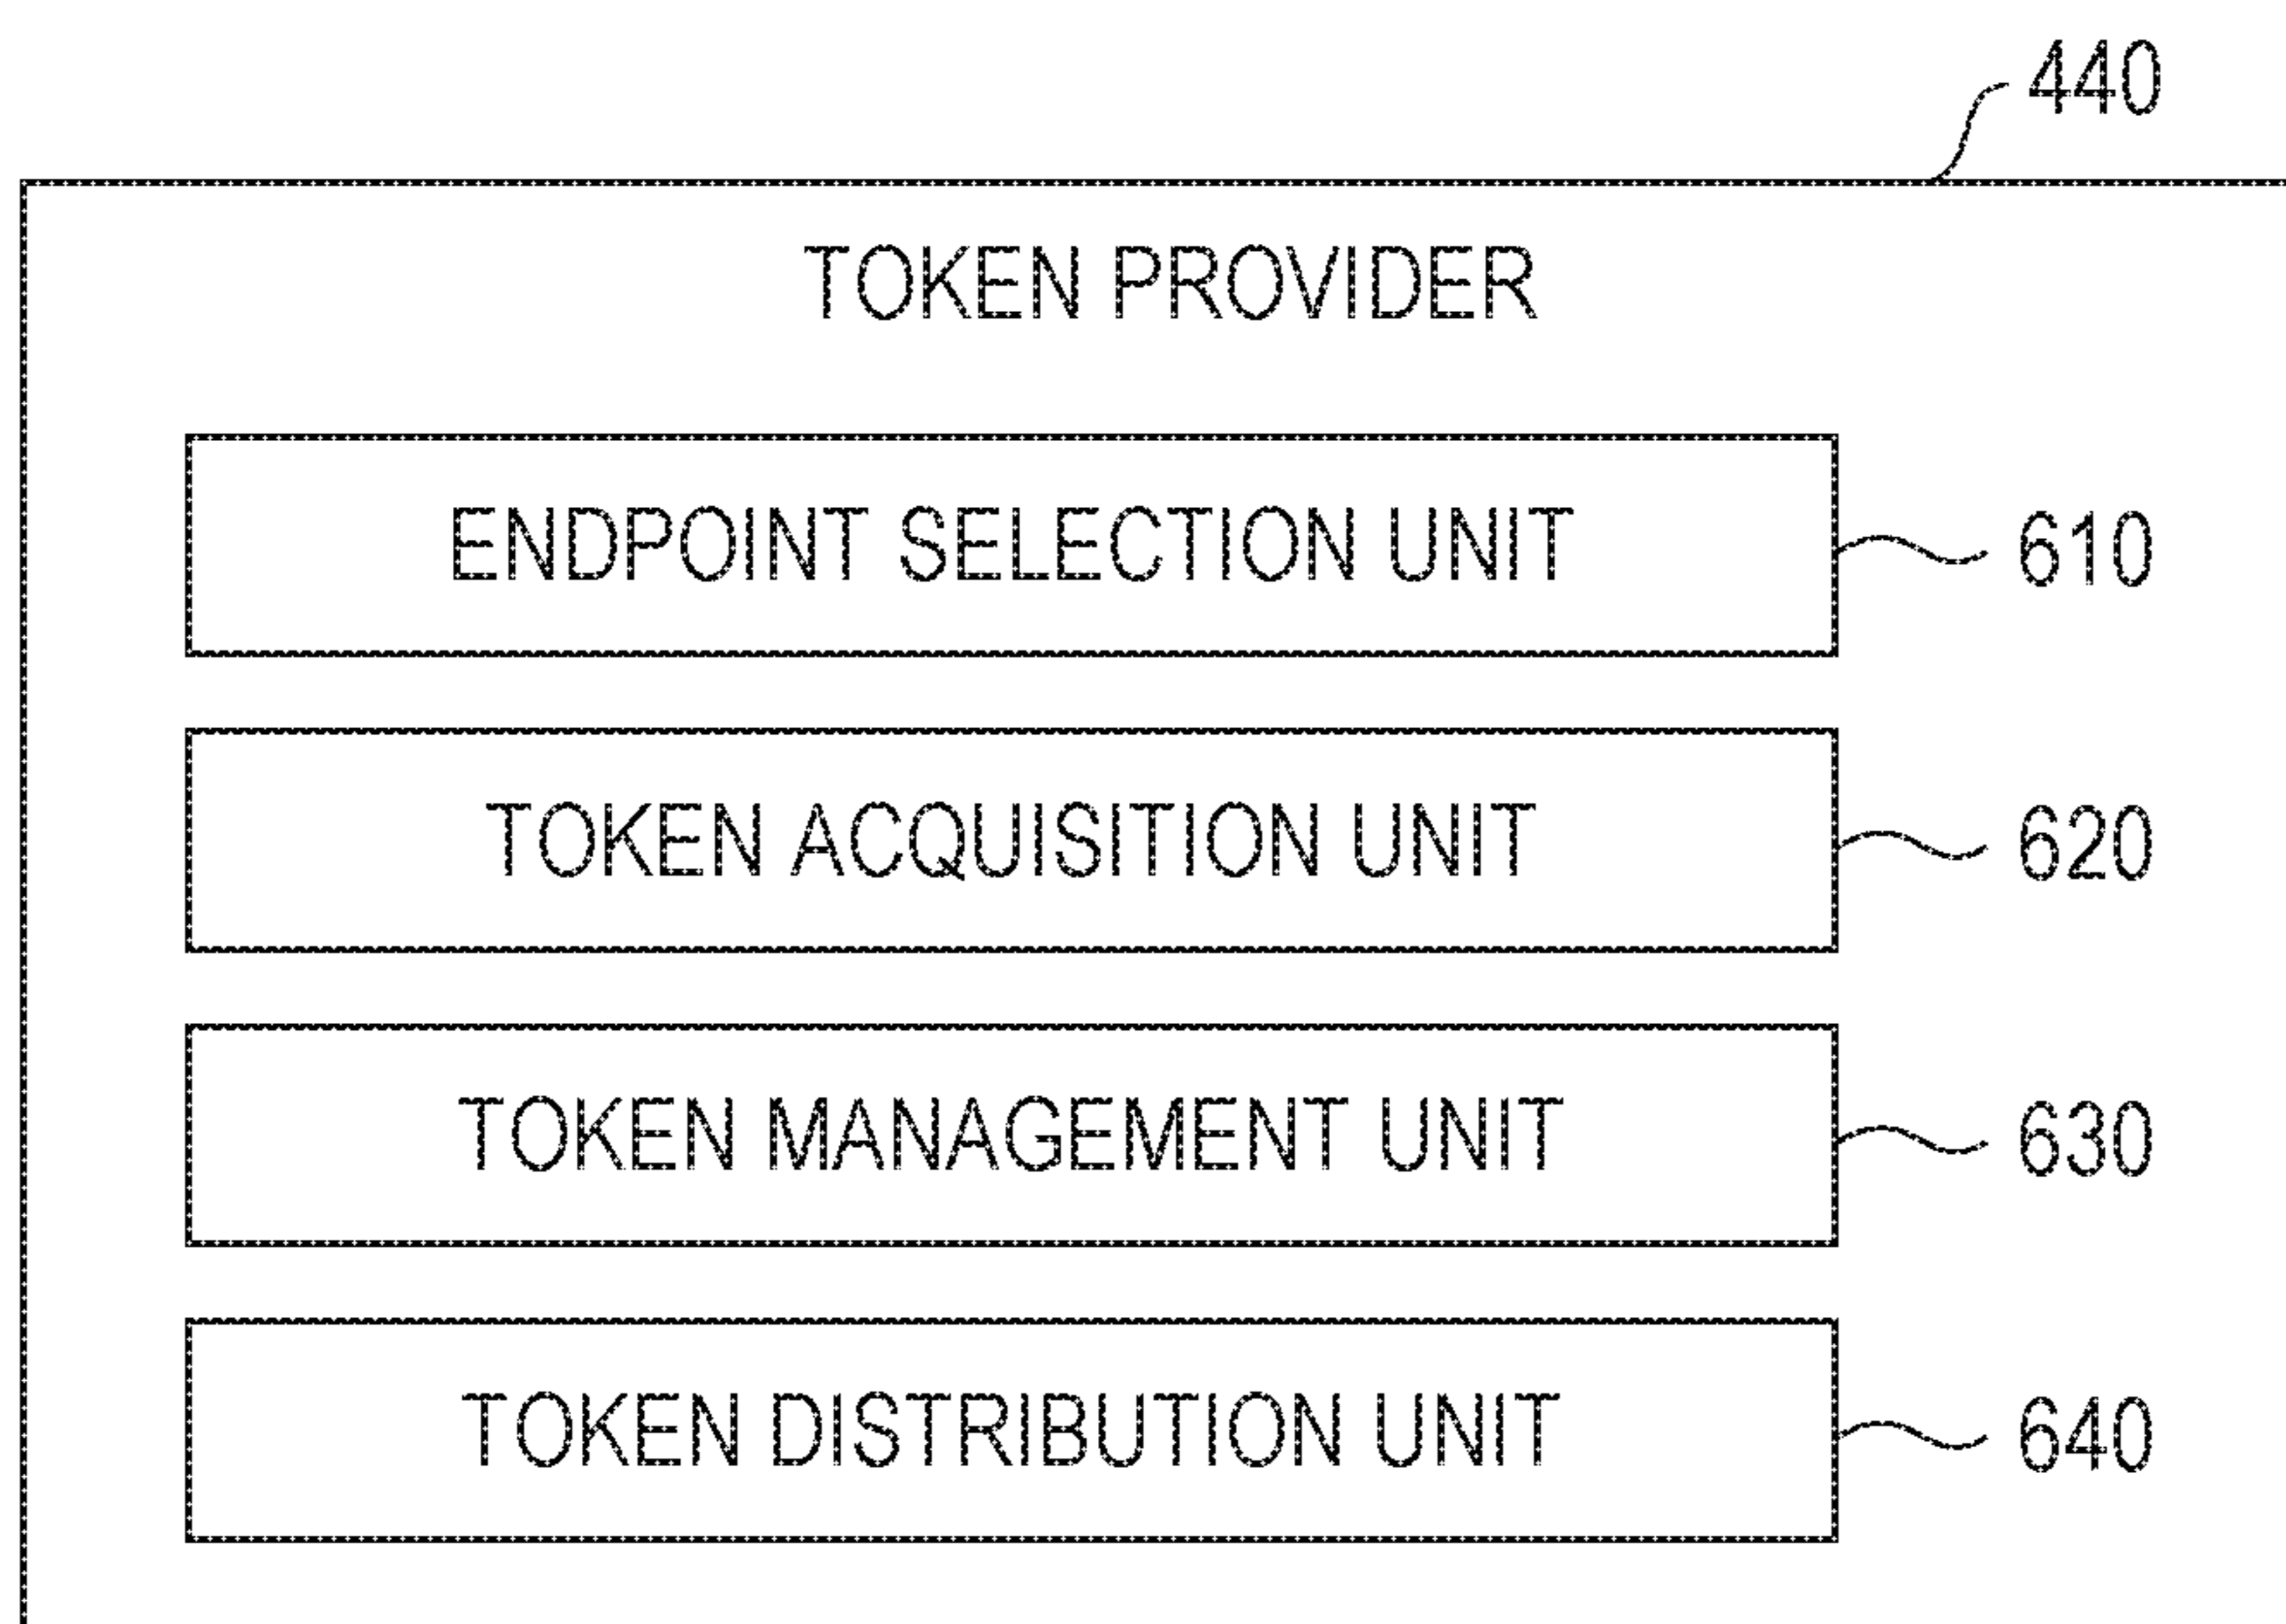 440
TOKEN PROVIDER
ENDPOINT SELECTION UNIT 610
TOKEN ACQUISITION UNIT 620
TOKEN MANAGEMENT UNIT 630
TOKEN DISTRIBUTION UNIT 640